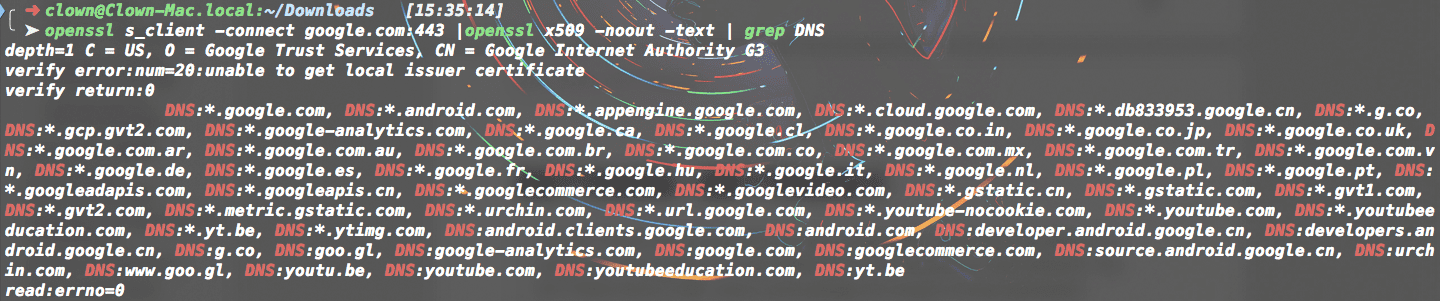 ➜ clown@Clown-Mac.local:~/Downloads [15:35:14]
➤ openssl s_client -connect google.com:443 |openssl x509 -noout -text | grep DNS
depth=1 C = US, O = Google Trust Services, CN = Google Internet Authority G3
verify error:num=20:unable to get local issuer certificate
verify return:0
DNS:*.google.com, DNS:*.android.com, DNS:*.appengine.google.com, DNS:*.cloud.google.com, DNS:*.db833953.google.cn, DNS:*.g.co,
DNS:*.gcp.gvt2.com, DNS:*.google-analytics.com, DNS:*.google.ca, DNS:*.google.cl, DNS:*.google.co.in, DNS:*.google.co.jp, DNS:*.google.co.uk, D
NS:*.google.com.ar, DNS:*.google.com.au, DNS:*.google.com.br, DNS:*.google.com.co, DNS:*.google.com.mx, DNS:*.google.com.tr, DNS:*.google.com.v
n, DNS:*.google.de, DNS:*.google.es, DNS:*.google.fr, DNS:*.google.hu, DNS:*.google.it, DNS:*.google.nl, DNS:*.google.pl, DNS:*.google.pt, DNS:
*.googleadapis.com, DNS:*.googleapis.cn, DNS:*.googlecommerce.com, DNS:*.googlevideo.com, DNS:*.gstatic.cn, DNS:*.gstatic.com, DNS:*.gvt1.com,
DNS:*.gvt2.com, DNS:*.metric.gstatic.com, DNS:*.urchin.com, DNS:*.url.google.com, DNS:*.youtube-nocookie.com, DNS:*.youtube.com, DNS:*.youtubee
ducation.com, DNS:*.yt.be, DNS:*.ytimg.com, DNS:android.clients.google.com, DNS:android.com, DNS:developer.android.google.cn, DNS:developers.an
droid.google.cn, DNS:g.co, DNS:goo.gl, DNS:google-analytics.com, DNS:google.com, DNS:googlecommerce.com, DNS:source.android.google.cn, DNS:urch
in.com, DNS:www.goo.gl, DNS:youtu.be, DNS:youtube.com, DNS:youtubeeducation.com, DNS:yt.be
read:errno=0